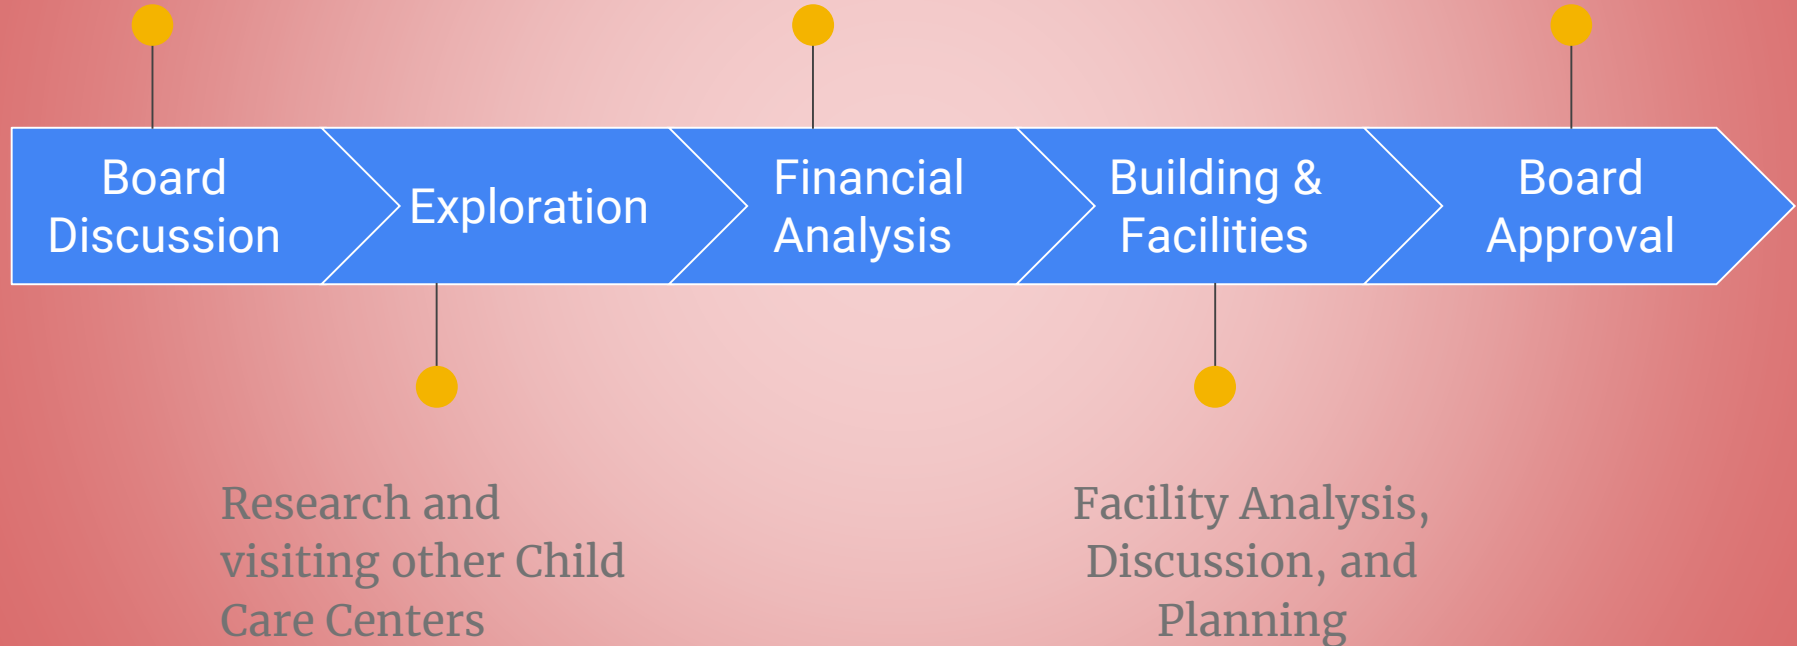 Board
Discussion
Exploration
Financial
Analysis
Building &
Facilities
Board
Approval
Research and
visiting other Child
Care Centers
Facility Analysis,
Discussion, and
Planning